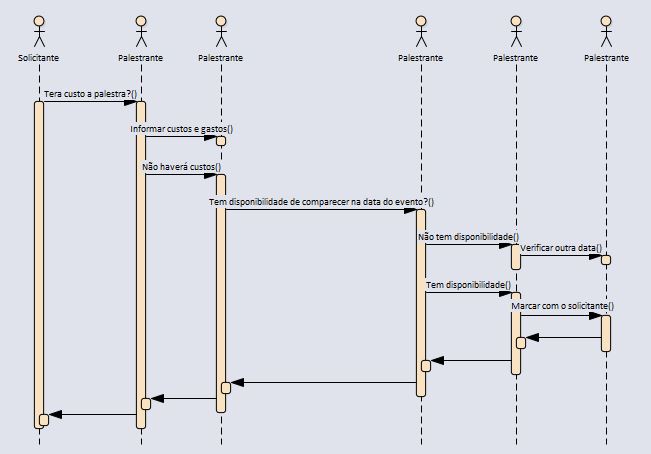 Solicitante
Palestrante
Palestrante
Palestrante
Palestrante
Palestrante
Tera custo a palestra?()
Informar custos e gastos()
Não haverá custos()
Tem disponibilidade de comparecer na data do evento?()
Não tem disponibilidade()
Verificar outra data()
Tem disponibilidade()
Marcar com o solicitante()